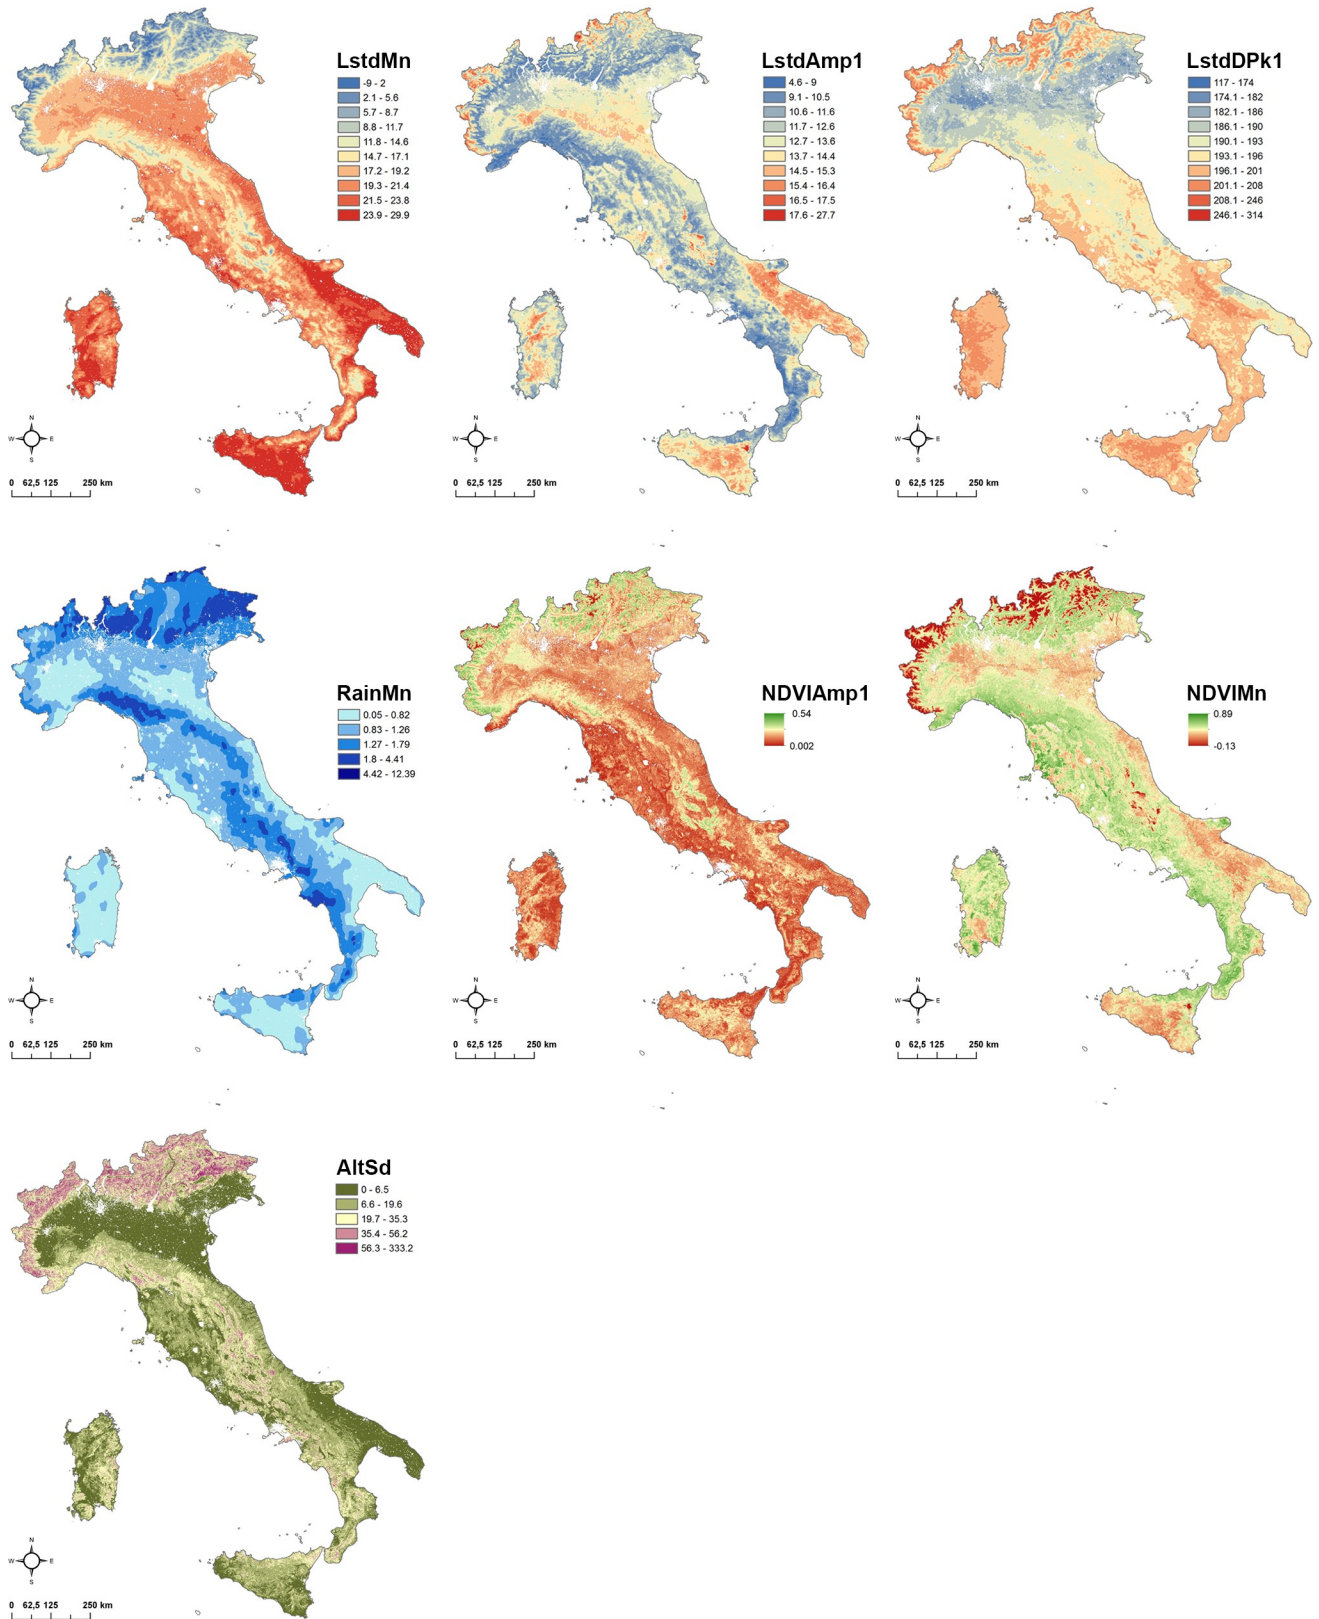 LstdMn
-9 - 2
2.1 - 5.6
5.7 - 8.7
8.8 - 11.7
11.8 - 14.6
14.7 - 17.1
17.2 - 19.2
19.3 - 21.4
21.5 - 23.8
23.9 - 29.9
N
W E
S
0 62,5 125 250 km
LstdAmp1
4.6 - 9
9.1 - 10.5
10.6 - 11.6
11.7 - 12.6
12.7 - 13.6
13.7 - 14.4
14.5 - 15.3
15.4 - 16.4
16.5 - 17.5
17.6 - 27.7
N
W E
S
0 62,5 125 250 km
LstdDPk1
117 - 174
174.1 - 182
182.1 - 186
186.1 - 190
190.1 - 193
193.1 - 196
196.1 - 201
201.1 - 208
208.1 - 246
246.1 - 314
N
W E
S
0 62,5 125 250 km
RainMn
0.05 - 0.82
0.83 - 1.26
1.27 - 1.79
1.8 - 4.41
4.42 - 12.39
N
W E
S
0 62,5 125 250 km
NDVIAmp1
0.54
0.002
N
W E
S
0 62,5 125 250 km
NDVIMn
0.89
-0.13
N
W E
S
0 62,5 125 250 km
AltSd
0 - 6.5
6.6 - 19.6
19.7 - 35.3
35.4 - 56.2
56.3 - 333.2
N
W E
S
0 62,5 125 250 km